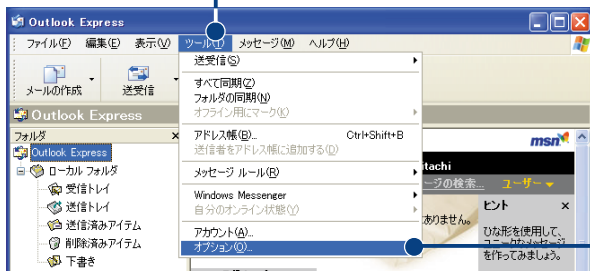 Outlook Express
ファイル(F) 編集(E) 表示(V) ツール(T) メッセージ(M) ヘルプ(H)
メールの作成 送受信
Outlook Express
フォルダ ×
Outlook Express
ローカル フォルダ
受信トレイ
送信トレイ
送信済みアイテム
削除済みアイテム
下書き
送受信(S)
すべて同期(Z)
フォルダの同期(N)
オフライン用にマーク(K)
アドレス帳(B)... Ctrl+Shift+B
送信者をアドレス帳に追加する(D)
メッセージ ルール(R)
Windows Messenger
自分のオンライン状態(Y)
アカウント(A)...
オプション(O)...
msn
itachi
ージの検索... ユーザー
ありません。
ヒント ×
ひな形を使用して、
ユニークなメッセージ
を作ってみましょう。